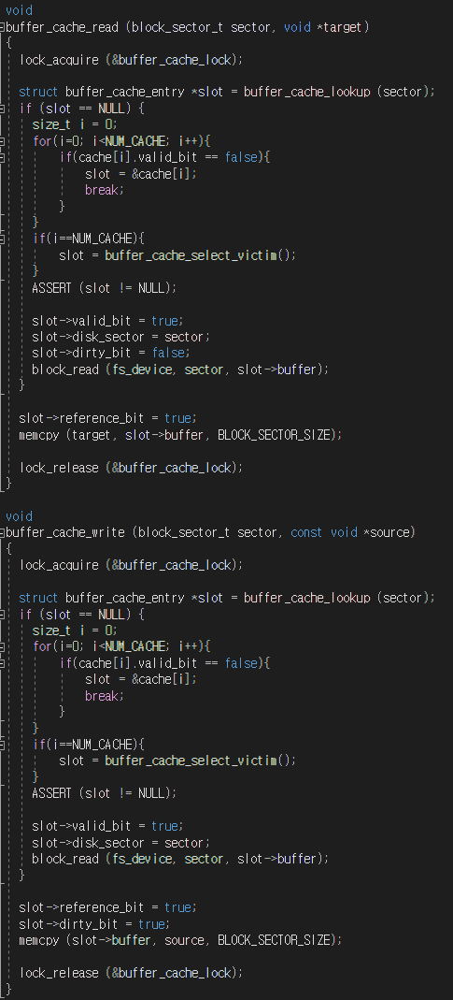 void
buffer_cache_read (block_sector_t sector, void *target)
{
lock_acquire (&buffer_cache_lock);
struct buffer_cache_entry *slot = buffer_cache_lookup (sector);
if (slot == NULL) {
size_t i = 0;
for(i=0; i<NUM_CACHE; i++){
if(cache[i].valid_bit == false){
slot = &cache[i];
break;
}
}
if(i==NUM_CACHE){
slot = buffer_cache_select_victim();
}
ASSERT (slot != NULL);
slot->valid_bit = true;
slot->disk_sector = sector;
slot->dirty_bit = false;
block_read (fs_device, sector, slot->buffer);
}
slot->reference_bit = true;
memcpy (target, slot->buffer, BLOCK_SECTOR_SIZE);
lock_release (&buffer_cache_lock);
}
void
buffer_cache_write (block_sector_t sector, const void *source)
{
lock_acquire (&buffer_cache_lock);
struct buffer_cache_entry *slot = buffer_cache_lookup (sector);
if (slot == NULL) {
size_t i = 0;
for(i=0; i<NUM_CACHE; i++){
if(cache[i].valid_bit == false){
slot = &cache[i];
break;
}
}
if(i==NUM_CACHE){
slot = buffer_cache_select_victim();
}
ASSERT (slot != NULL);
slot->valid_bit = true;
slot->disk_sector = sector;
block_read (fs_device, sector, slot->buffer);
}
slot->reference_bit = true;
slot->dirty_bit = true;
memcpy (slot->buffer, source, BLOCK_SECTOR_SIZE);
lock_release (&buffer_cache_lock);
}